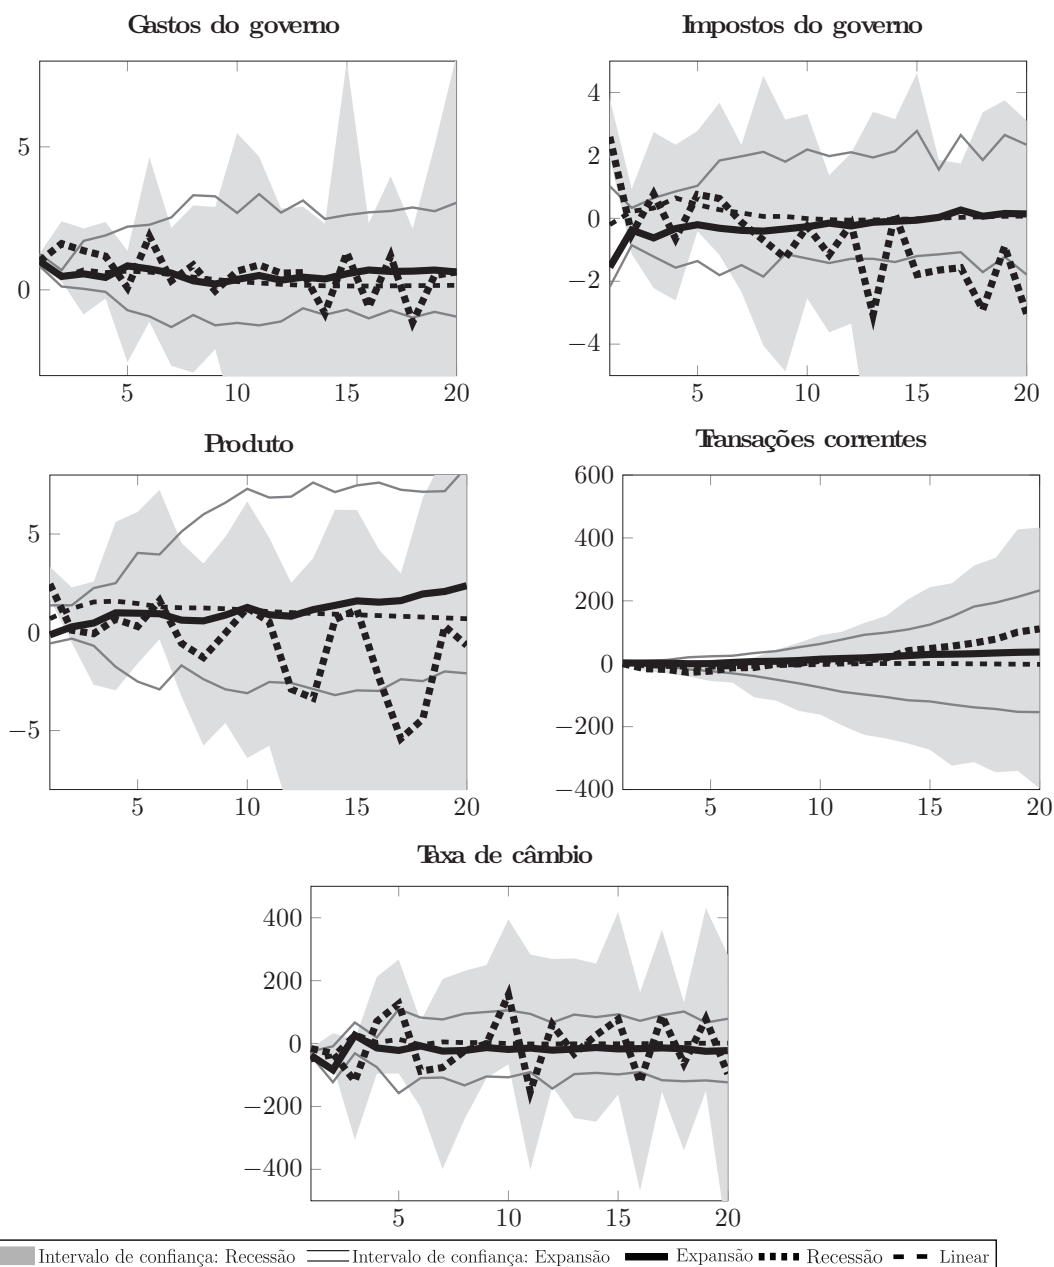 Gastos do governo
Impostos do governo
5
0
5 10 15 20
4
2
0
−2
−4
5 10 15 20
Produto
Transações correntes
5
0
−5
5 10 15 20
600
400
200
0
−200
−400
5 10 15 20
Taxa de câmbio
400
200
0
−200
−400
5 10 15 20
Intervalo de confiança: Recessão Intervalo de confiança: Expansão Expansão Recessão Linear